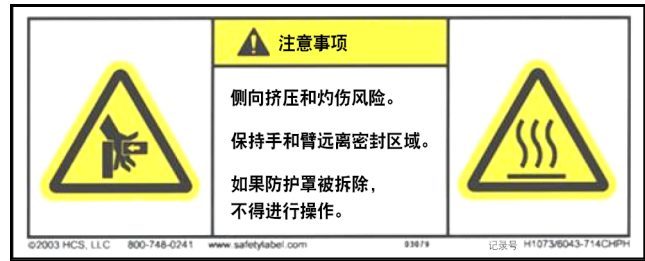 注意事项
侧向挤压和灼伤风险。
保持手和臂远离密封区域。
如果防护罩被拆除，
不得进行操作。
©2003 HCS, LLC 800-748-0241 www.safetylabel.com 03079 记录号 H1073/6043-714CHPH